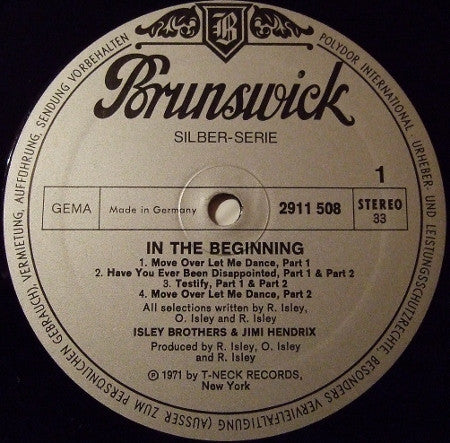 B
Brunswick
SILBER-SERIE
1
GEMA
Made in Germany
2911 508
STEREO
33
IN THE BEGINNING
1. Move Over Let Me Dance, Part 1
2. Have You Ever Been Disappointed, Part 1 & Part 2
3. Testify, Part 1 & Part 2
4. Move Over Let Me Dance, Part 2
All selections written by R. Isley,
O. Isley and R. Isley
ISLEY BROTHERS & JIMI HENDRIX
Produced by R. Isley, O. Isley
and R. Isley
℗ 1971 by T-NECK RECORDS,
New York
POLYDOR INTERNATIONAL · URHEBER- UND LEISTUNGSSCHUTZRECHTE, BESONDERS VERVIELFÄLTIGUNG (AUSSER ZUM PERSÖNLICHEN GEBRAUCH), VERMIETUNG, AUFFÜHRUNG, SENDUNG VORBEHALTEN